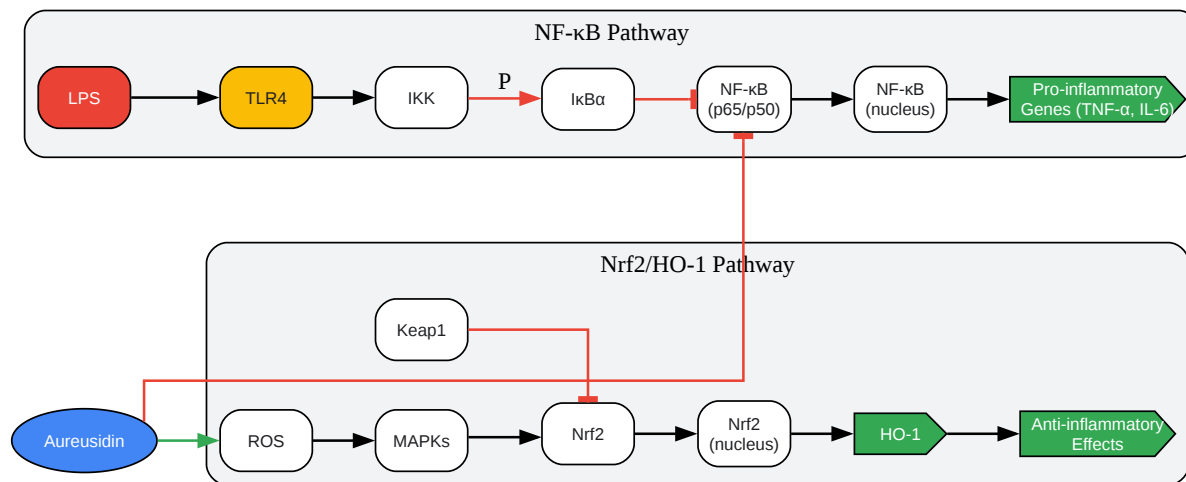 NF-κB Pathway
LPS
TLR4
IKK
P
IκBα
NF-κB
(p65/p50)
NF-κB
(nucleus)
Pro-inflammatory
Genes (TNF-α, IL-6)
Nrf2/HO-1 Pathway
Keap1
Aureusidin
ROS
MAPKs
Nrf2
Nrf2
(nucleus)
HO-1
Anti-inflammatory
Effects